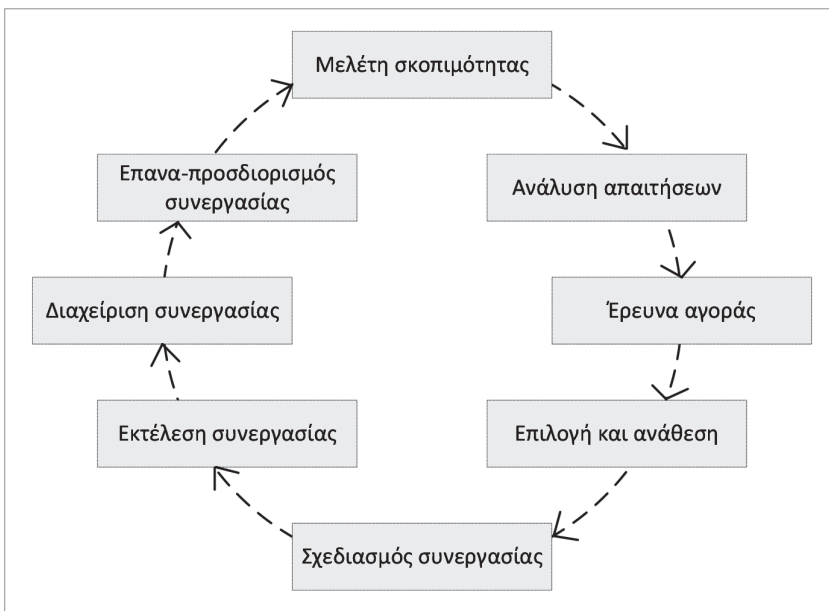 Μελέτη σκοπιμότητας
Ανάλυση απαιτήσεων
Έρευνα αγοράς
Επιλογή και ανάθεση
Σχεδιασμός συνεργασίας
Εκτέλεση συνεργασίας
Διαχείριση συνεργασίας
Επανα-προσδιορισμός
συνεργασίας